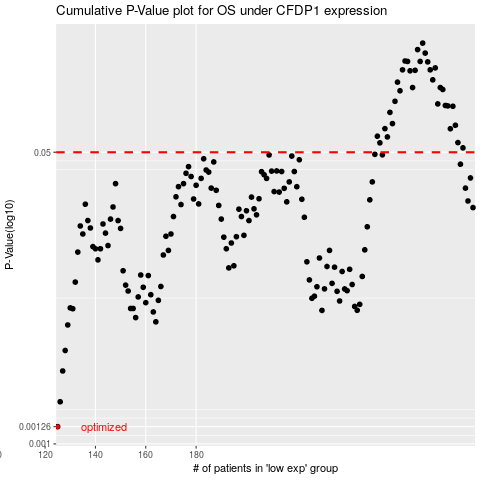 Cumulative P-Value plot for OS under CFDP1 expression
P-Value(log10)
0.05
0.00126
optimized
0.001
0
120
140
160
180
# of patients in 'low exp' group